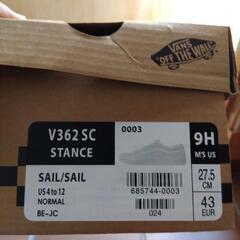 VANS
"OFF THE WALL"
V362 SC
STANCE
0003
9H
M'S US
SAIL/SAIL
US 4 to 12
NORMAL
BE-JC
685744-0003
024
27.5
CM
43
EUR